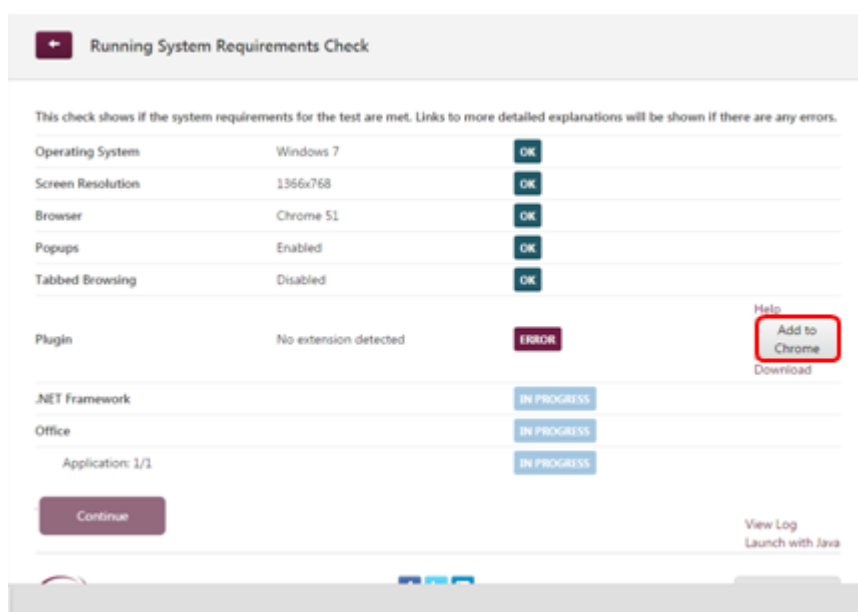 Running System Requirements Check
This check shows if the system requirements for the test are met. Links to more detailed explanations will be shown if there are any errors.
Operating System Windows 7 OK
Screen Resolution 1366x768 OK
Browser Chrome 51 OK
Popups Enabled OK
Tabbed Browsing Disabled OK
Help
Plugin No extension detected ERROR Add to
Chrome
Download
.NET Framework IN PROGRESS
Office IN PROGRESS
Application: 1/1 IN PROGRESS
Continue
View Log
Launch with Java